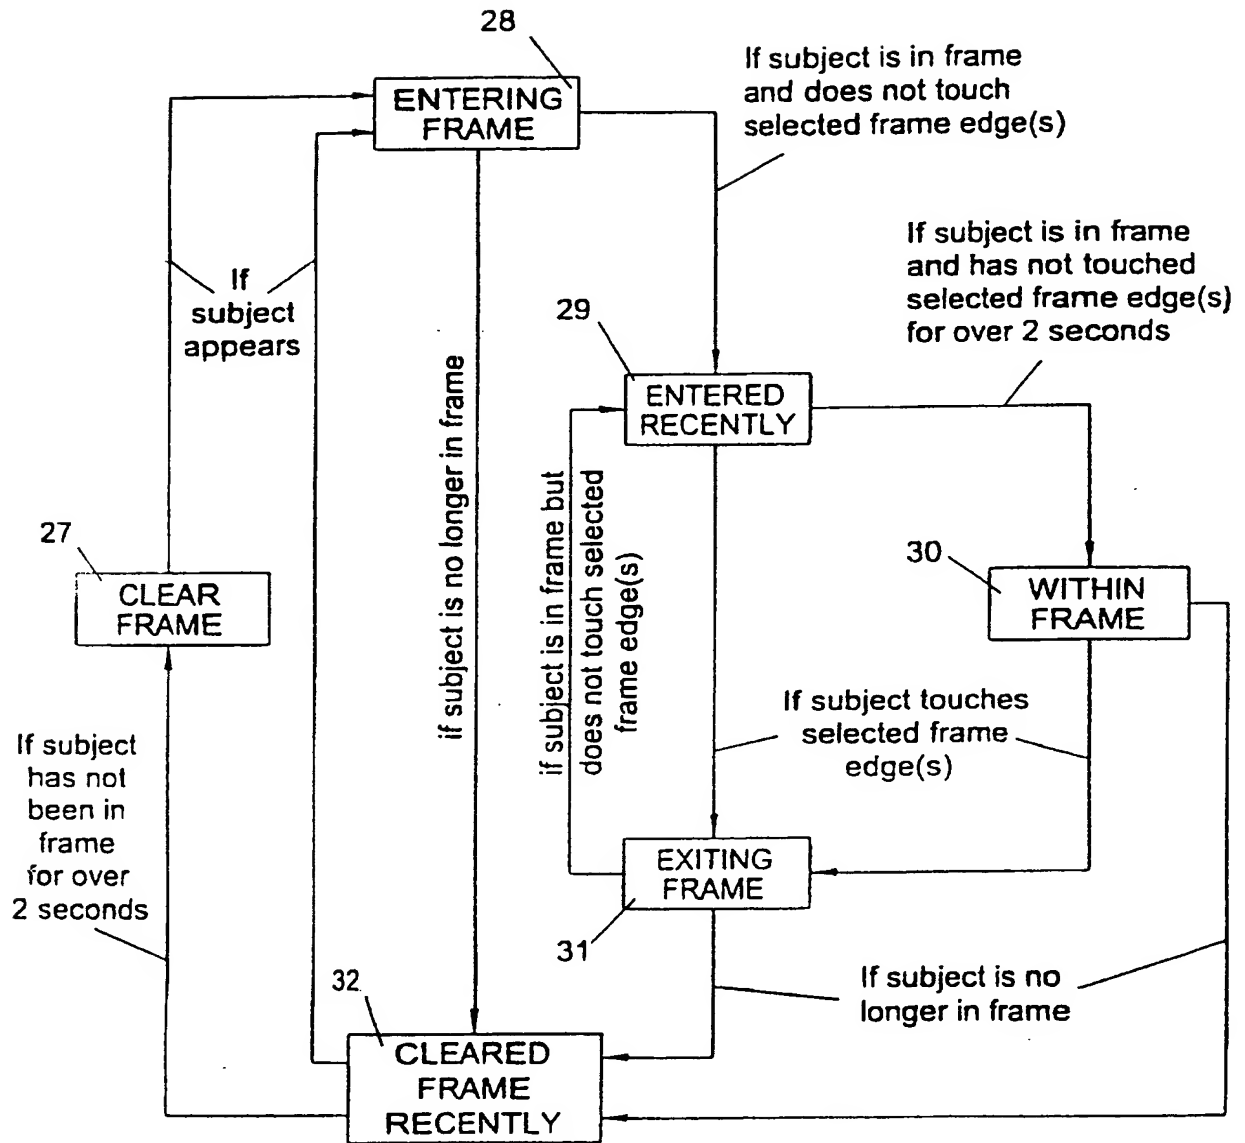 28
If subject is in frame
and does not touch
selected frame edge(s)
ENTERING
FRAME
If subject is in frame
and has not touched
selected frame edge(s)
for over 2 seconds
If
subject
appears
29
ENTERED
RECENTLY
if subject is no longer in frame
if subject is in frame but
does not touch selected
frame edge(s)
27
CLEAR
FRAME
30
WITHIN
FRAME
If subject touches
selected frame
edge(s)
If subject
has not
been in
frame
for over
2 seconds
EXITING
FRAME
31
If subject is no
longer in frame
32
CLEARED
FRAME
RECENTLY